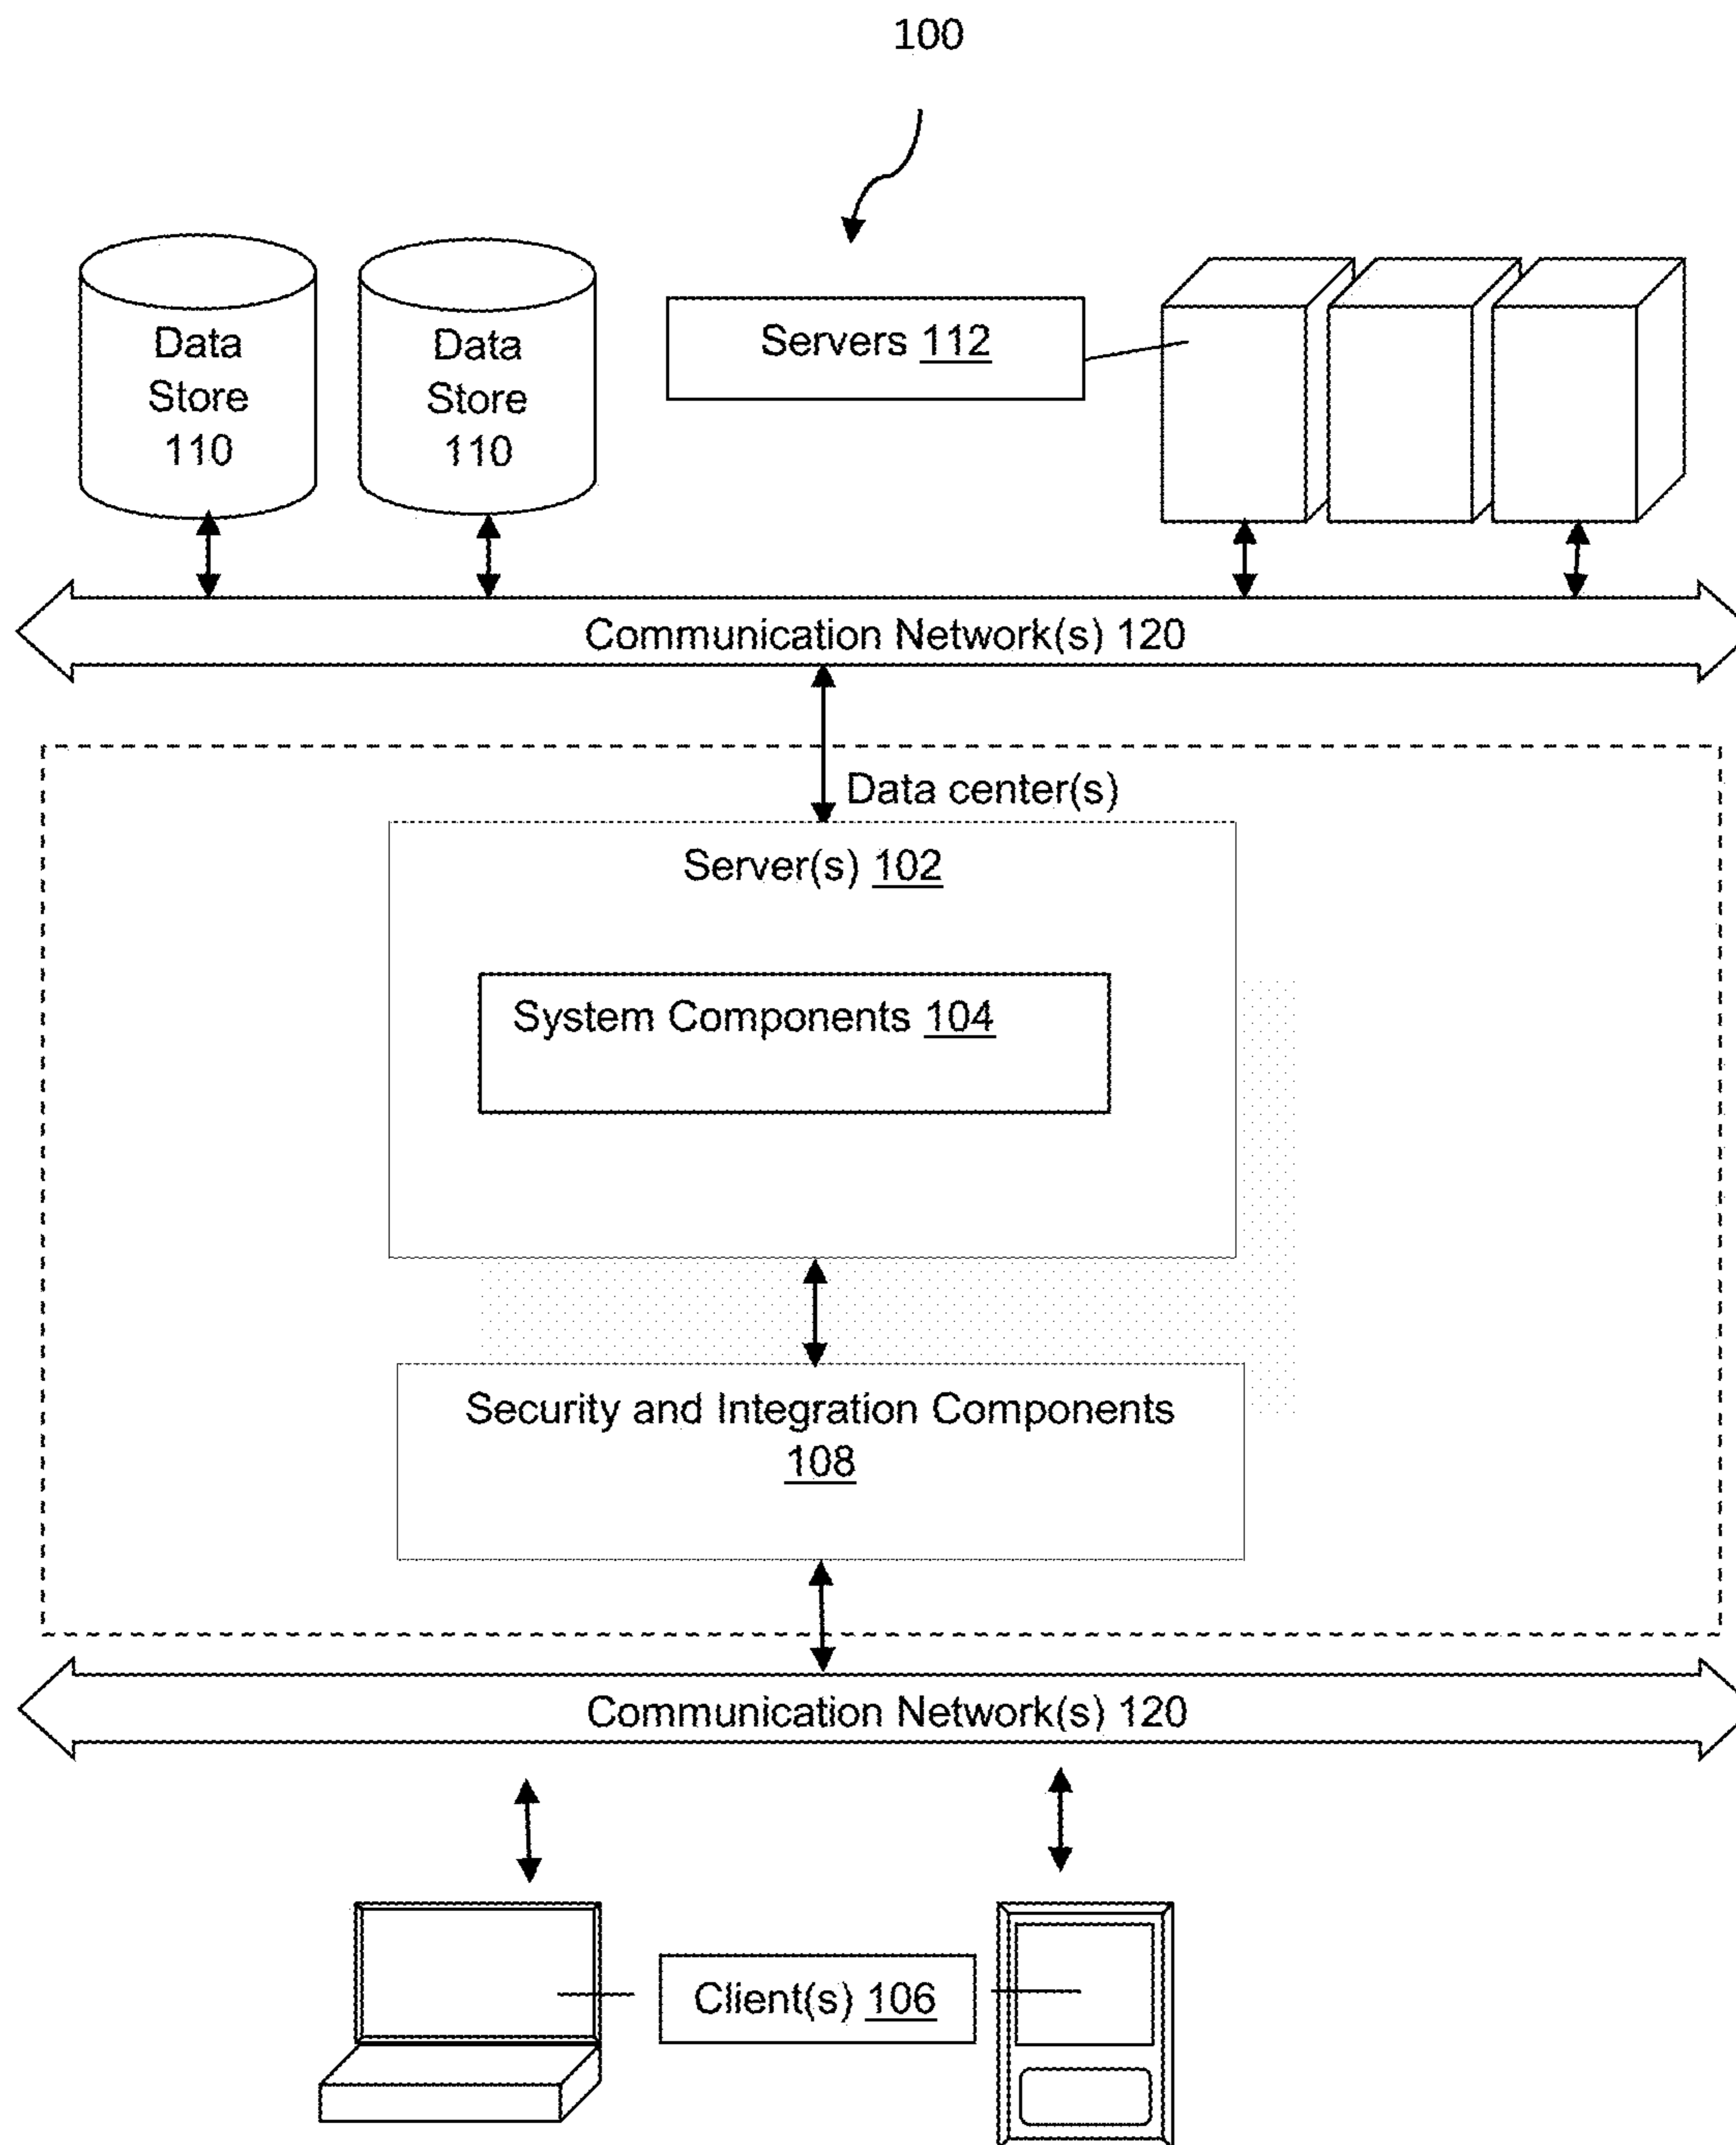 100
Data
Store
110
Data
Store
110
Servers 112
Communication Network(s) 120
Data center(s)
Server(s) 102
System Components 104
Security and Integration Components
108
Communication Network(s) 120
Client(s) 106